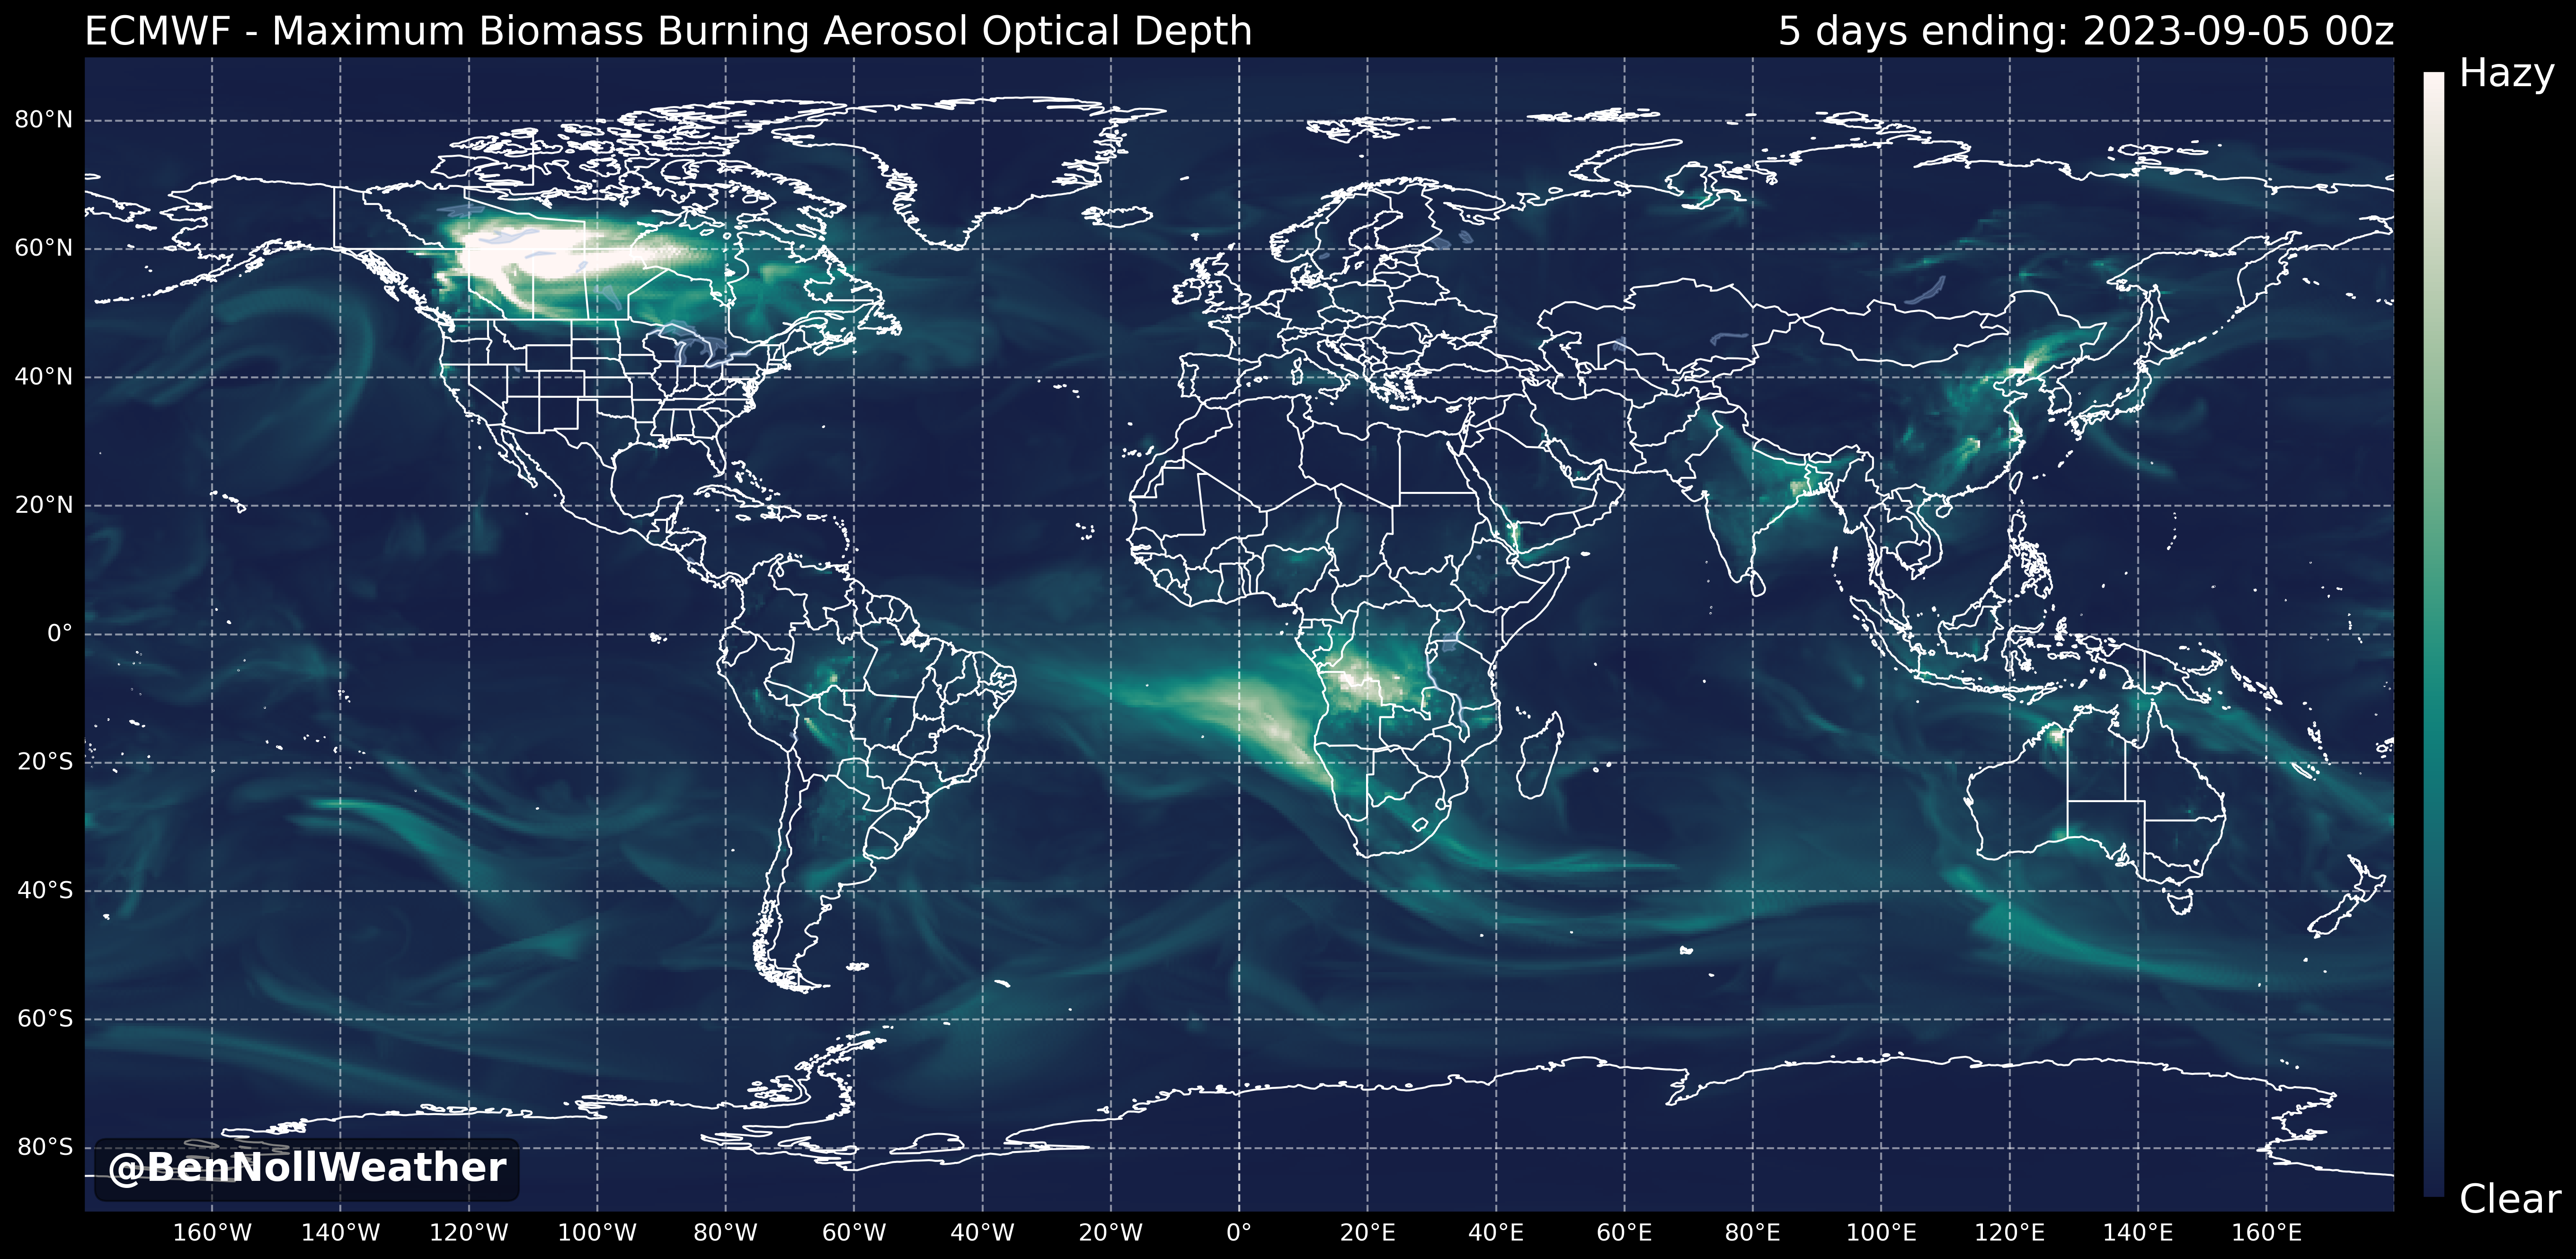 ECMWF - Maximum Biomass Burning Aerosol Optical Depth
5 days ending: 2023-09-05 00z
Hazy
80°N
60°N
40°N
20°N
0°
20°S
40°S
60°S
80°S
@BenNollWeather
Clear
160°W 140°W 120°W 100°W 80°W 60°W 40°W 20°W 0° 20°E 40°E 60°E 80°E 100°E 120°E 140°E 160°E